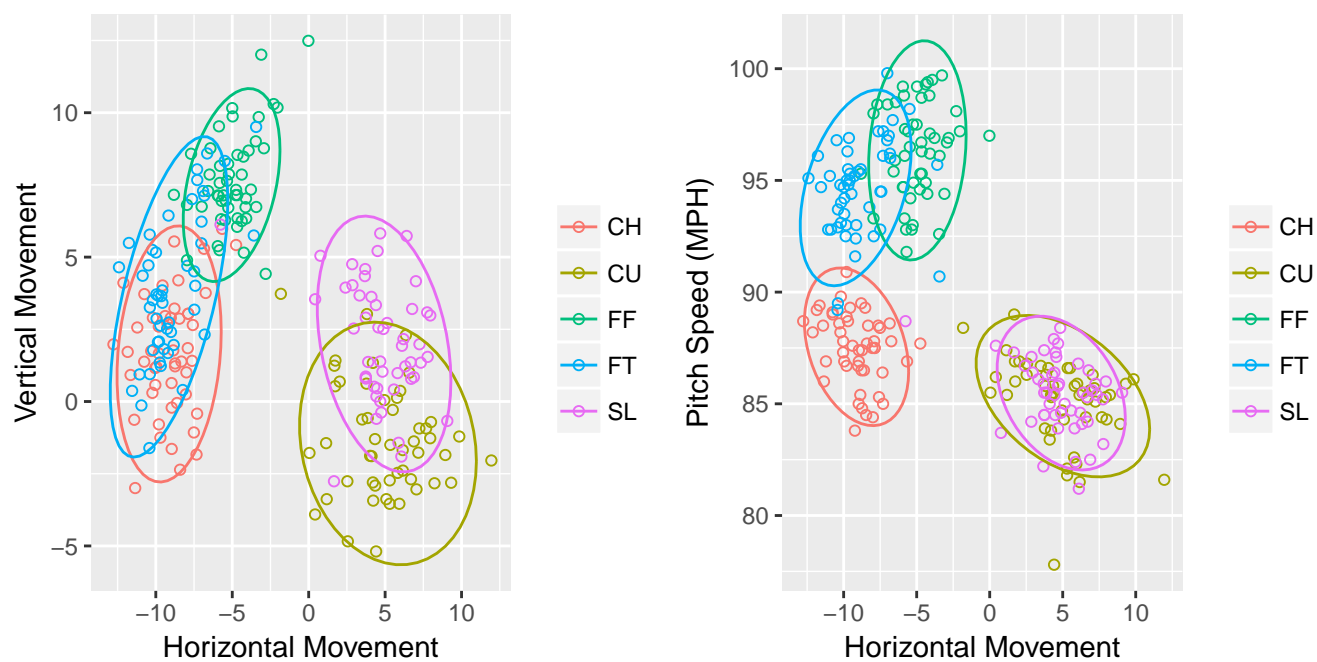 Vertical Movement
10
5
0
−5
−10
−5
0
5
10
Horizontal Movement
CH
CU
FF
FT
SL
Pitch Speed (MPH)
100
95
90
85
80
−10
−5
0
5
10
Horizontal Movement
CH
CU
FF
FT
SL